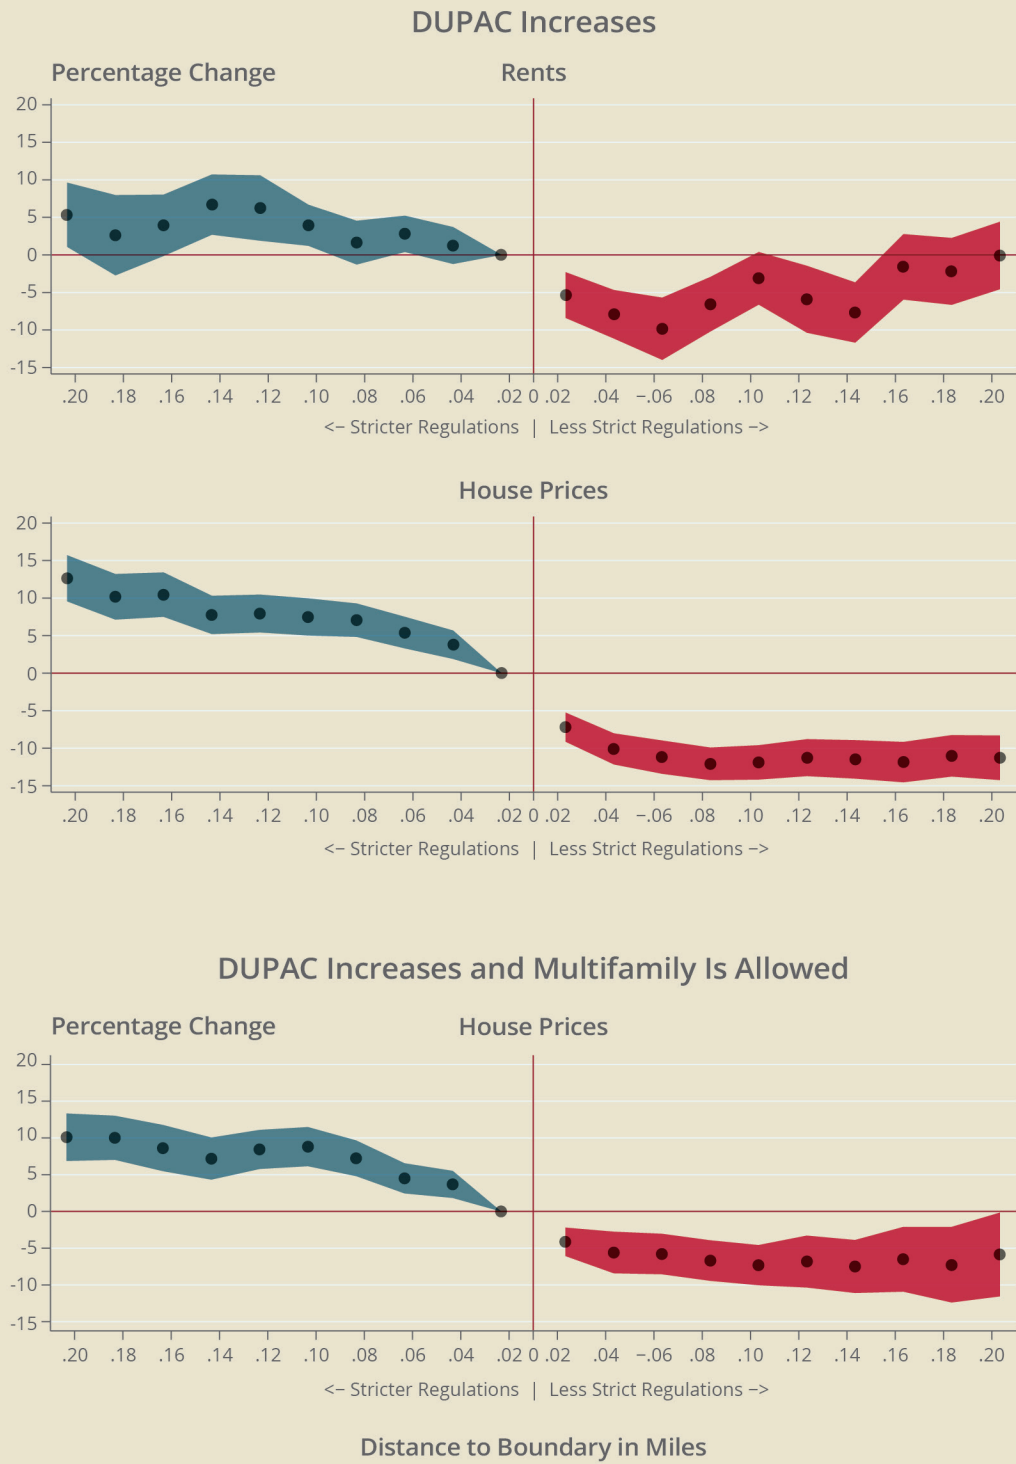 DUPAC Increases
Percentage Change
Rents
20
15
10
5
0
-5
-10
-15
.20 .18 .16 .14 .12 .10 .08 .06 .04 .02 0 .02 .04 −.06 .08 .10 .12 .14 .16 .18 .20
<− Stricter Regulations | Less Strict Regulations −>
House Prices
20
15
10
5
0
-5
-10
-15
.20 .18 .16 .14 .12 .10 .08 .06 .04 .02 0 .02 .04 −.06 .08 .10 .12 .14 .16 .18 .20
<− Stricter Regulations | Less Strict Regulations −>
DUPAC Increases and Multifamily Is Allowed
Percentage Change
House Prices
20
15
10
5
0
-5
-10
-15
.20 .18 .16 .14 .12 .10 .08 .06 .04 .02 0 .02 .04 −.06 .08 .10 .12 .14 .16 .18 .20
<− Stricter Regulations | Less Strict Regulations −>
Distance to Boundary in Miles